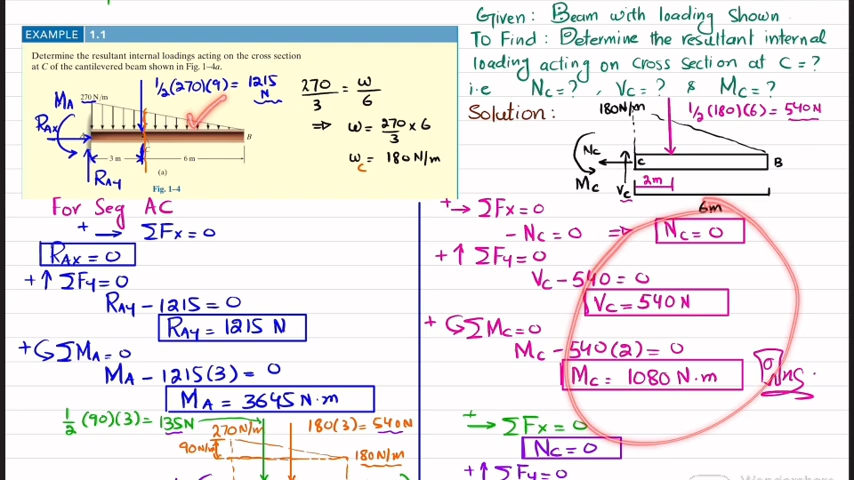 EXAMPLE 1.1
Determine the resultant internal loadings acting on the cross section
at C of the cantilevered beam shown in Fig. 1–4a.
1/2(270)(9) = 1215 N
270 N/m
MA
RAX
RAY
B
3 m
6 m
(a)
Fig. 1–4
270/3 = w/6
⇒ w = 270/3 × 6
wC = 180 N/m
Given: Beam with loading shown.
To Find: Determine the resultant internal
loading acting on cross section at C = ?
i.e NC = ?, VC = ? & MC = ?
Solution:
180 N/m
1/2(180)(6) = 540N
NC
MC
VC
C
B
2m
6m
For Seg AC
+→ ΣFx = 0
RAX = 0
+↑ ΣFy = 0
RAY – 1215 = 0
RAY = 1215 N
+↺ ΣMA = 0
MA – 1215(3) = 0
MA = 3645 N·m
1/2 (90)(3) = 135N
270 N/m
180(3) = 540N
90N/m
180 N/m
+→ ΣFx = 0
- NC = 0 ⇒ NC = 0
+↑ ΣFy = 0
VC – 540 = 0
VC = 540 N
+↺ ΣMC = 0
MC – 540(2) = 0
MC = 1080 N·m
Ans.
+→ ΣFx = 0
NC = 0
+↑ ΣFy = 0
Wondershare